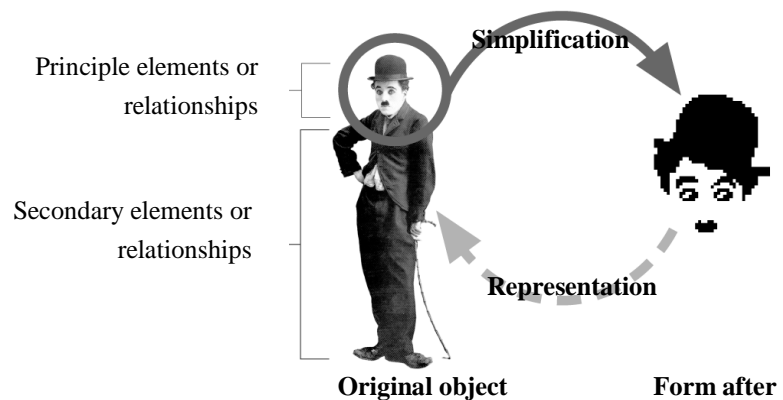 Simplification
Principle elements or
relationships
Secondary elements or
relationships
Representation
Original object
Form after